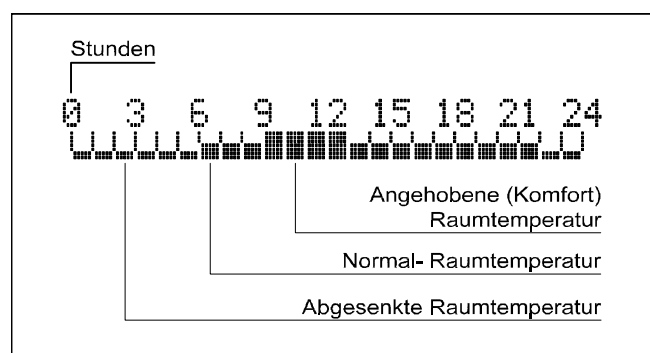 Stunden
0 3 6 9 12 15 18 21 24
Angehobene (Komfort)
Raumtemperatur
Normal- Raumtemperatur
Abgesenkte Raumtemperatur